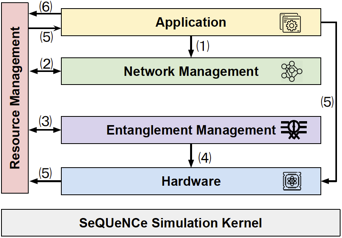 (6)
Application
(5)
(1)
Resource Management
(2)
Network Management
(5)
(3)
Entanglement Management
(4)
(5)
Hardware
SeQUeNCe Simulation Kernel